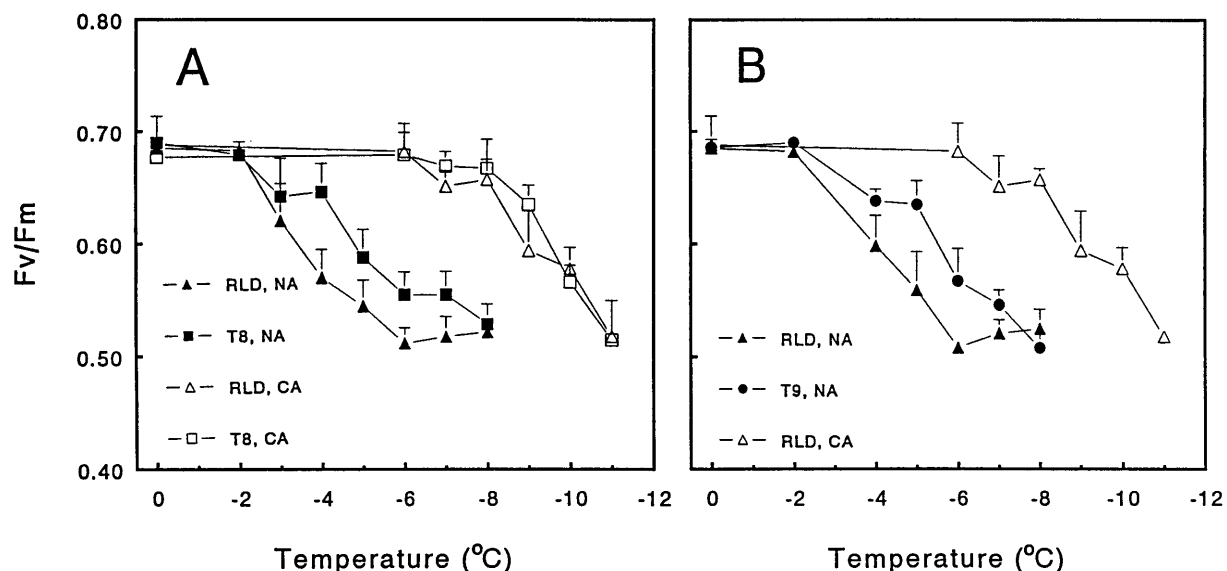 A
B
Fv/Fm
0.80
0.70
0.60
0.50
0.40
RLD, NA
T8, NA
RLD, CA
T8, CA
RLD, NA
T9, NA
RLD, CA
0 -2 -4 -6 -8 -10 -12
0 -2 -4 -6 -8 -10 -12
Temperature (°C)
Temperature (°C)